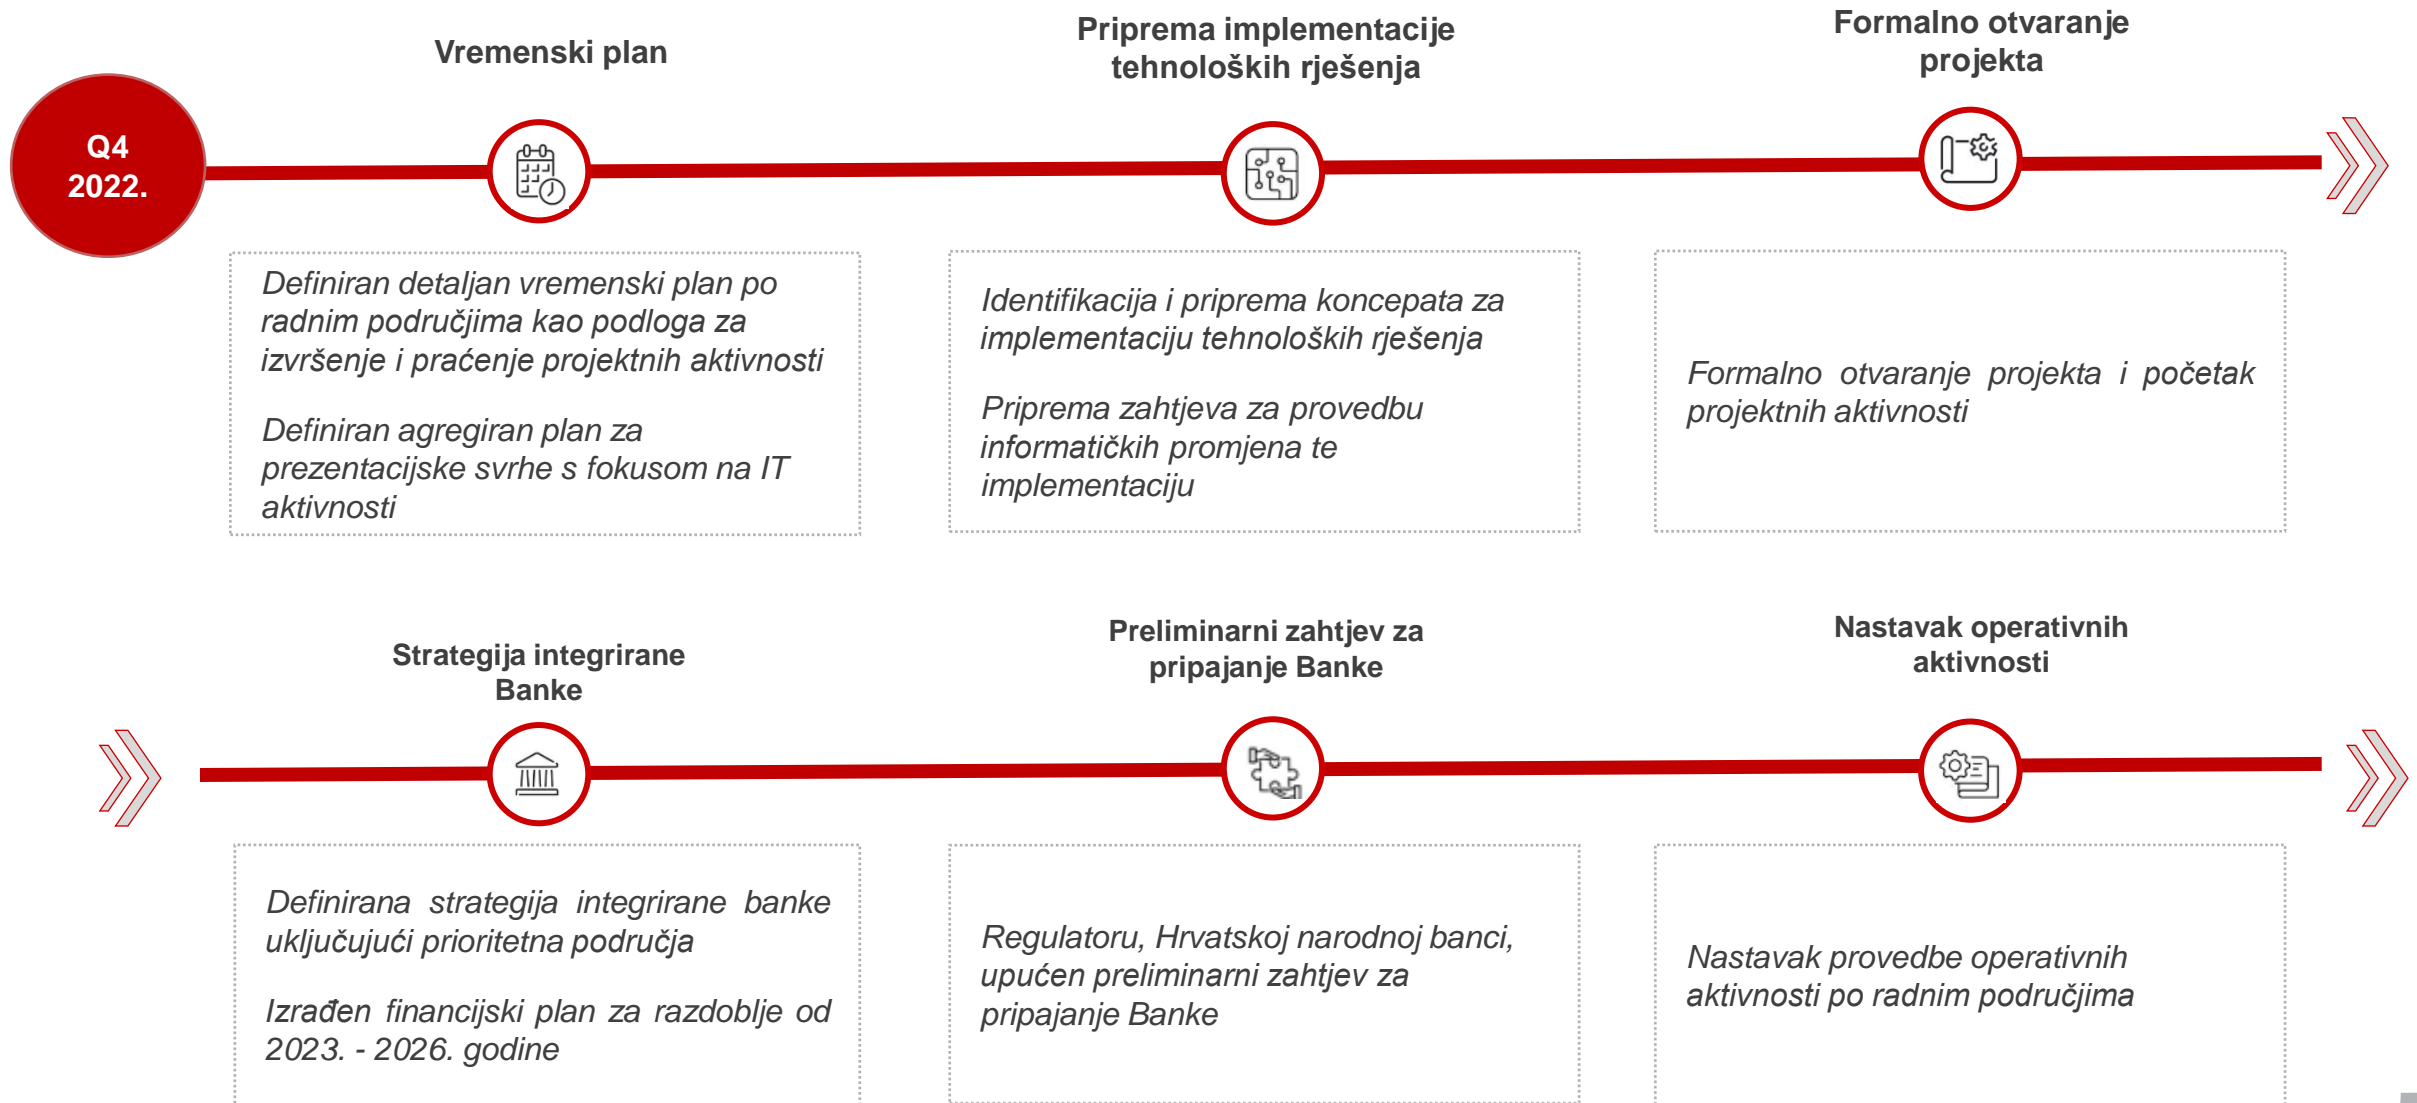 Q4
2022.
Vremenski plan
Definiran detaljan vremenski plan po
radnim područjima kao podloga za
izvršenje i praćenje projektnih aktivnosti
Definiran agregiran plan za
prezentacijske svrhe s fokusom na IT
aktivnosti
Priprema implementacije
tehnoloških rješenja
Identifikacija i priprema koncepata za
implementaciju tehnoloških rješenja
Priprema zahtjeva za provedbu
informatičkih promjena te
implementaciju
Formalno otvaranje
projekta
Formalno otvaranje projekta i početak
projektnih aktivnosti
Strategija integrirane
Banke
Definirana strategija integrirane banke
uključujući prioritetna područja
Izrađen financijski plan za razdoblje od
2023. - 2026. godine
Preliminarni zahtjev za
pripajanje Banke
Regulatoru, Hrvatskoj narodnoj banci,
upućen preliminarni zahtjev za
pripajanje Banke
Nastavak operativnih
aktivnosti
Nastavak provedbe operativnih
aktivnosti po radnim područjima